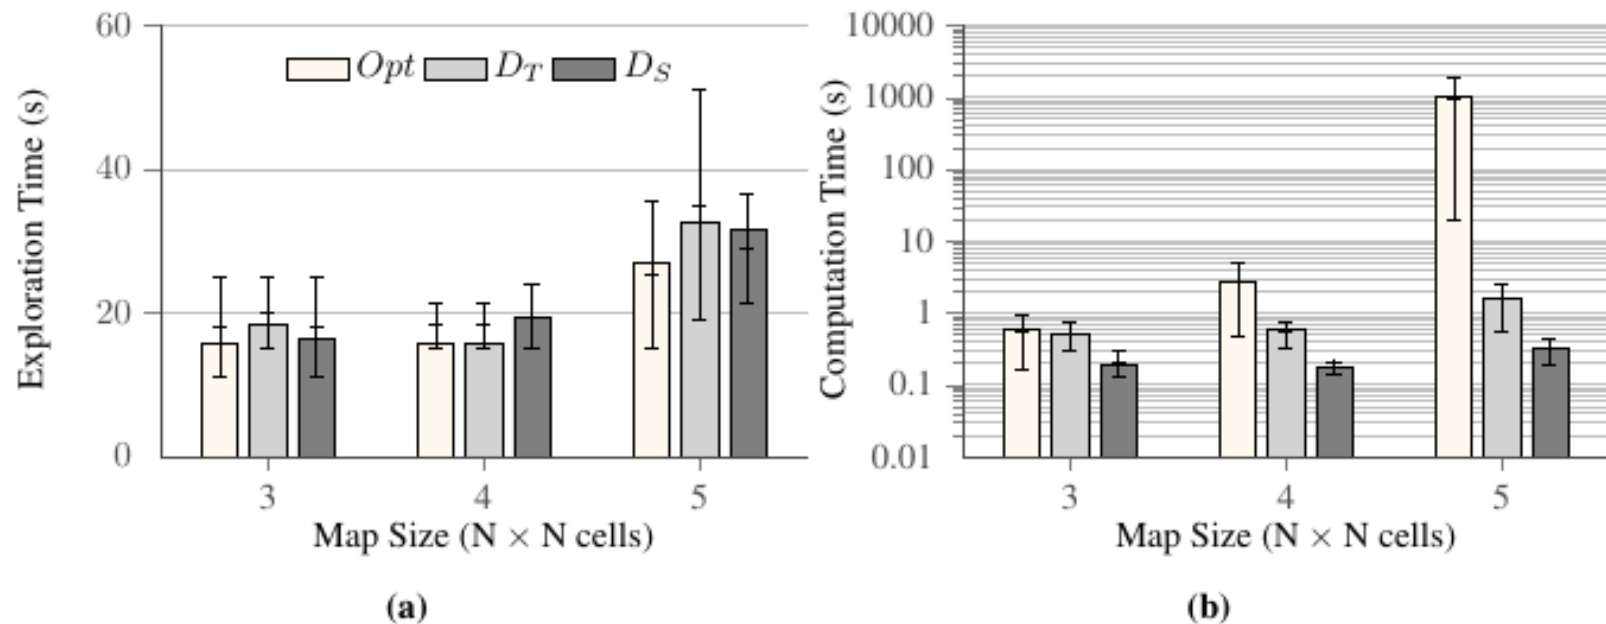 60
40
20
0
Exploration Time (s)
Opt D_T D_S
3 4 5
Map Size (N × N cells)
(a)
10000
1000
100
10
1
0.1
0.01
Computation Time (s)
3 4 5
Map Size (N × N cells)
(b)